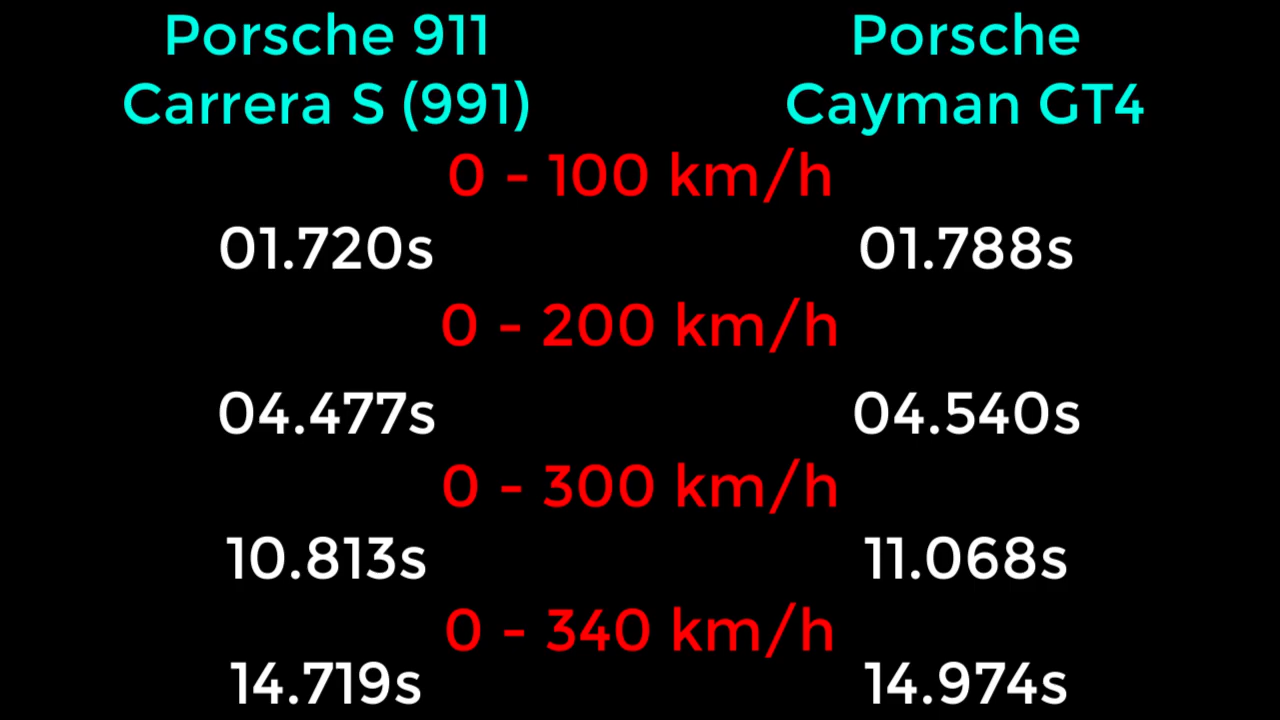 Porsche 911
Carrera S (991)
Porsche
Cayman GT4
0 - 100 km/h
01.720s
01.788s
0 - 200 km/h
04.477s
04.540s
0 - 300 km/h
10.813s
11.068s
0 - 340 km/h
14.719s
14.974s